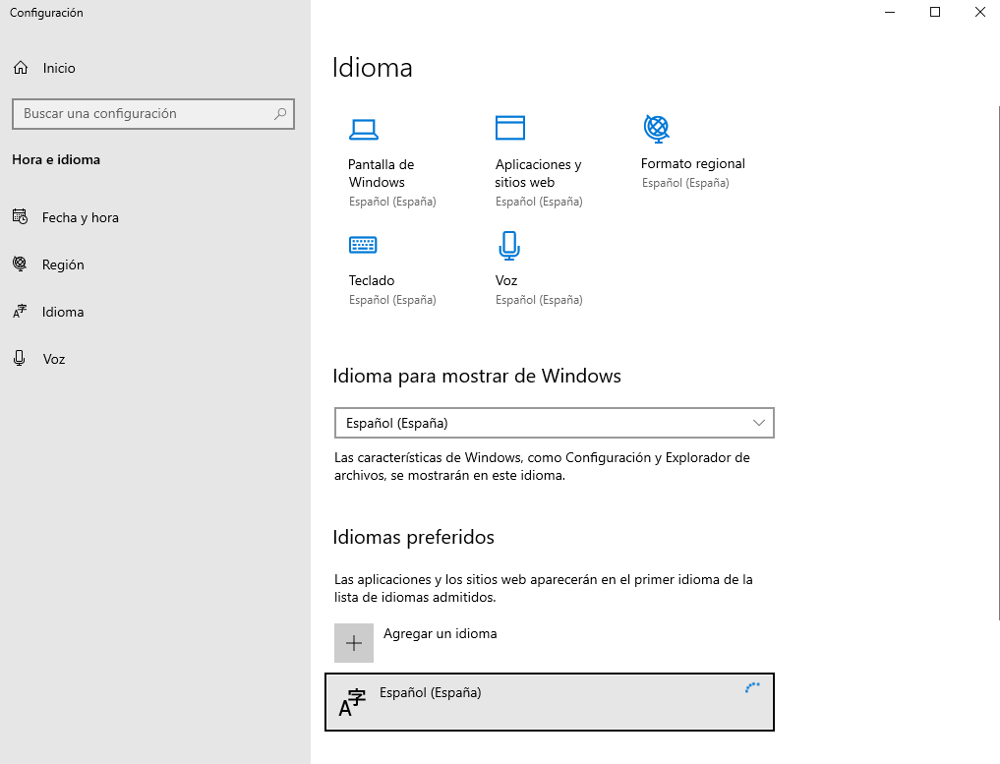 Configuración
Inicio
Buscar una configuración
Hora e idioma
Fecha y hora
Región
Idioma
Voz
Idioma
Pantalla de
Windows
Español (España)
Aplicaciones y
sitios web
Español (España)
Formato regional
Español (España)
Teclado
Español (España)
Voz
Español (España)
Idioma para mostrar de Windows
Español (España)
Las características de Windows, como Configuración y Explorador de
archivos, se mostrarán en este idioma.
Idiomas preferidos
Las aplicaciones y los sitios web aparecerán en el primer idioma de la
lista de idiomas admitidos.
Agregar un idioma
Español (España)